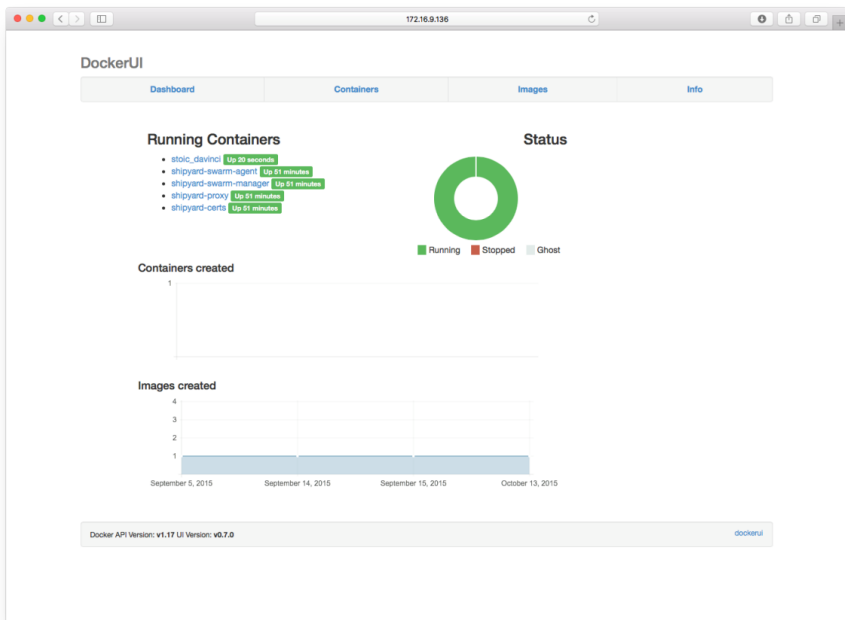 172.16.9.136
DockerUI
Dashboard Containers Images Info
Running Containers
stoic_davinci Up 20 seconds
shipyard-swarm-agent Up 51 minutes
shipyard-swarm-manager Up 51 minutes
shipyard-proxy Up 51 minutes
shipyard-certs Up 51 minutes
Status
Running Stopped Ghost
Containers created
1
Images created
4
3
2
1
September 5, 2015 September 14, 2015 September 15, 2015 October 13, 2015
Docker API Version: v1.17 UI Version: v0.7.0 dockerui